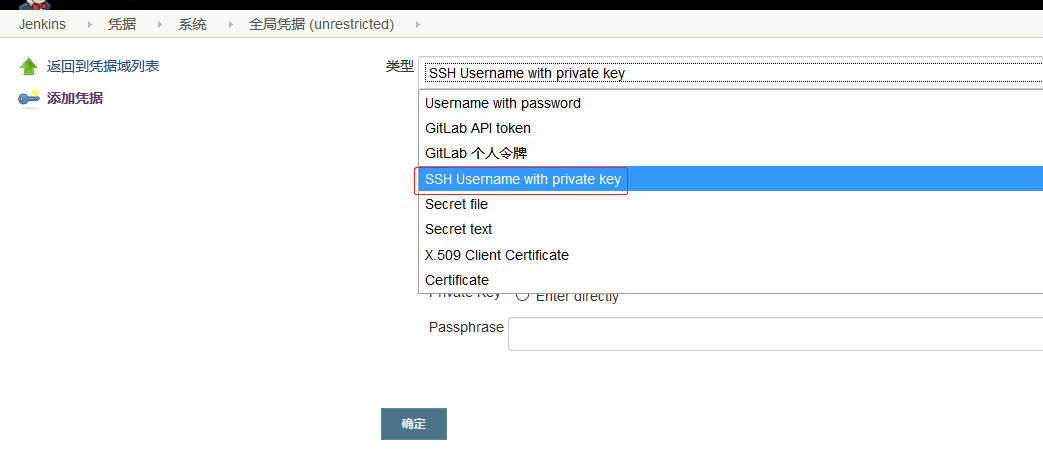 Jenkins 凭据 系统 全局凭据 (unrestricted)
返回到凭据域列表
添加凭据
类型 SSH Username with private key
Username with password
GitLab API token
GitLab 个人令牌
SSH Username with private key
Secret file
Secret text
X.509 Client Certificate
Certificate
Private Key Enter directly
Passphrase
确定